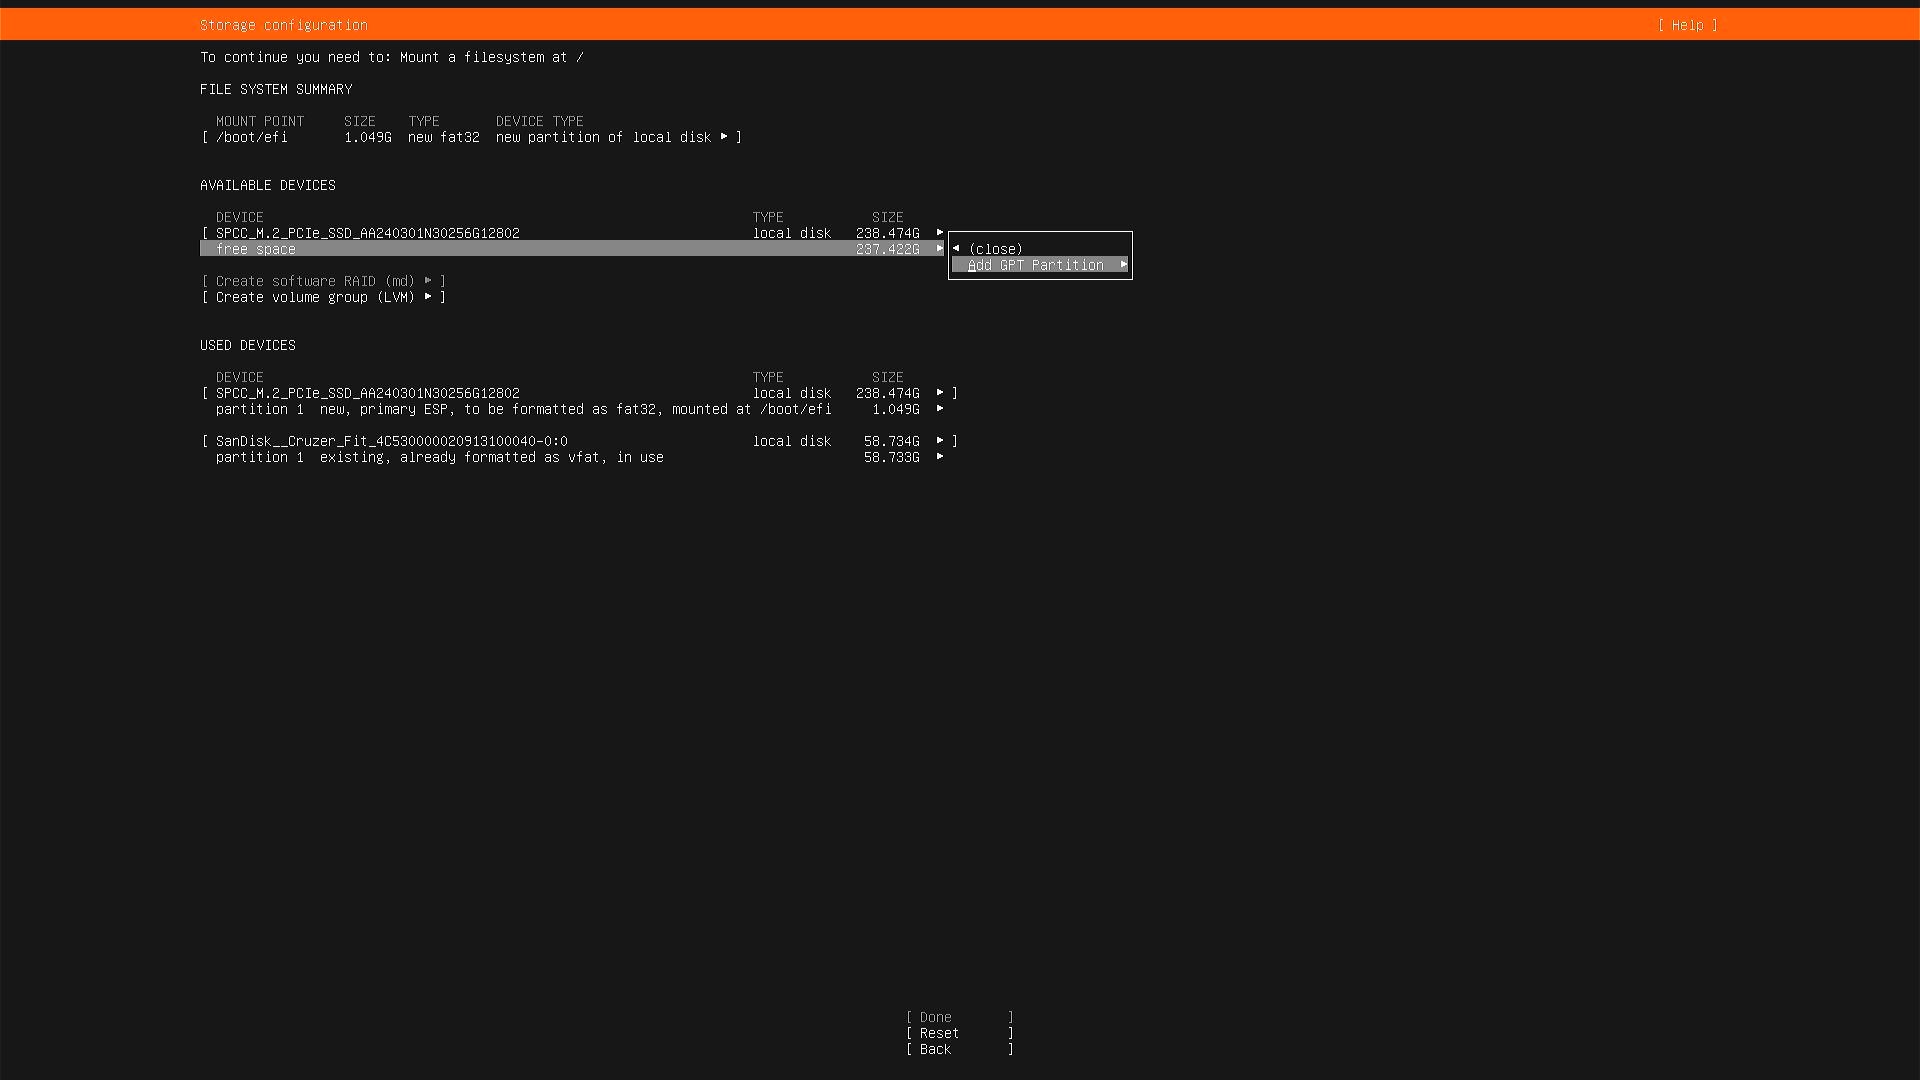 Storage configuration [ Help ]
To continue you need to: Mount a filesystem at /
FILE SYSTEM SUMMARY
MOUNT POINT SIZE TYPE DEVICE TYPE
[ /boot/efi 1.049G new fat32 new partition of local disk ▸ ]
AVAILABLE DEVICES
DEVICE TYPE SIZE
[ SPCC_M.2_PCIe_SSD_AA240301N30256G12802 local disk 238.474G ▸
free space 237.422G ▸ ◂ (close)
Add GPT Partition ▸
[ Create software RAID (md) ▸ ]
[ Create volume group (LVM) ▸ ]
USED DEVICES
DEVICE TYPE SIZE
[ SPCC_M.2_PCIe_SSD_AA240301N30256G12802 local disk 238.474G ▸ ]
partition 1 new, primary ESP, to be formatted as fat32, mounted at /boot/efi 1.049G ▸
[ SanDisk__Cruzer_Fit_4C530000020913100040-0:0 local disk 58.734G ▸ ]
partition 1 existing, already formatted as vfat, in use 58.733G ▸
[ Done ]
[ Reset ]
[ Back ]